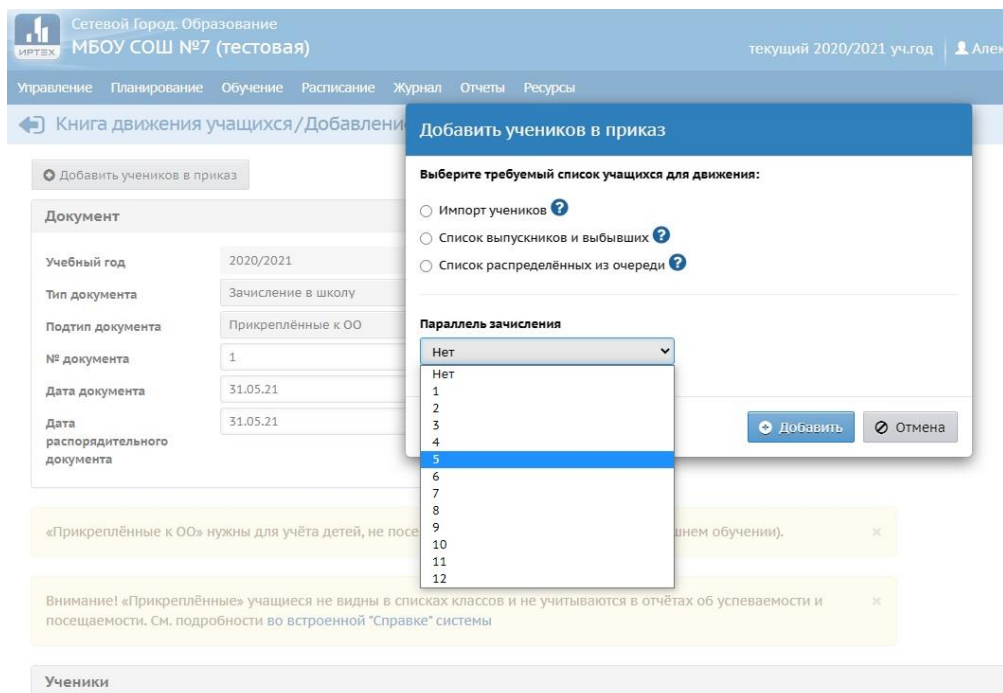 Сетевой Город. Образование
ИРТЕХ
МБОУ СОШ №7 (тестовая)
текущий 2020/2021 уч.год
Управление Планирование Обучение Расписание Журнал Отчеты Ресурсы
Книга движения учащихся/
Добавить учеников в приказ
Документ
Учебный год 2020/2021
Тип документа Зачисление в школу
Подтип документа Прикреплённые к ОО
№ документа 1
Дата документа 31.05.21
Дата 31.05.21
распорядительного
документа
Добавить учеников в приказ
Выберите требуемый список учащихся для движения:
Импорт учеников ?
Список выпускников и выбывших ?
Список распределённых из очереди ?
Параллель зачисления
Нет
Нет
1
2
3
4
5
6
7
8
9
10
11
12
Добавить Отмена
«Прикреплённые к ОО» нужны для учёта детей, не обучении). ×
Внимание! «Прикреплённые» учащиеся не видны в списках классов и не учитываются в отчётах об успеваемости и ×
посещаемости. См. подробности во встроенной "Справке" системы
Ученики